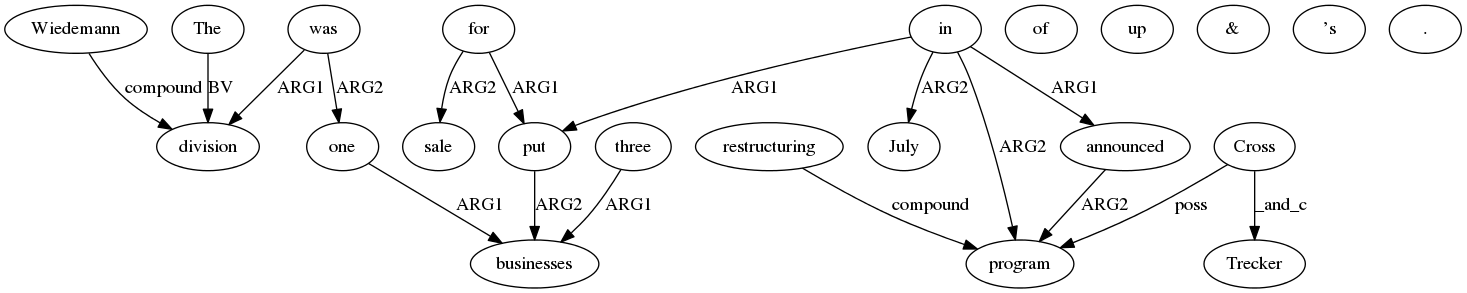 Wiedemann The was for in of up & 's .
compound BV ARG1 ARG2 ARG2 ARG1 ARG1 ARG2 ARG1
division one sale put three restructuring July announced Cross
ARG1 ARG2 ARG1 compound ARG2 ARG2 poss _and_c
businesses program Trecker